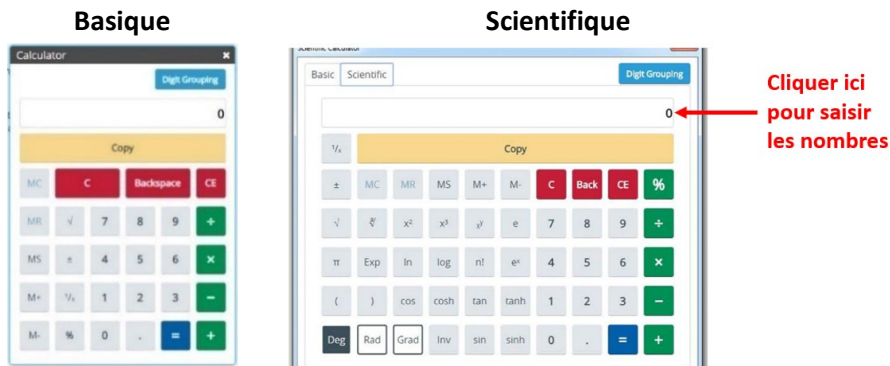 Basique
Calculator ×
Digit Grouping
0
Copy
MC C Backspace CE
MR √ 7 8 9 ÷
MS ± 4 5 6 ×
M+ ¹/ₓ 1 2 3 −
M- % 0 . = +
Scientifique
Scientific Calculator
Basic Scientific Digit Grouping
0
¹/ₓ Copy
± MC MR MS M+ M- C Back CE %
√ ∛ x² x³ xʸ e 7 8 9 ÷
π Exp ln log n! eˣ 4 5 6 ×
( ) cos cosh tan tanh 1 2 3 −
Deg Rad Grad Inv sin sinh 0 . = +
Cliquer ici
pour saisir
les nombres